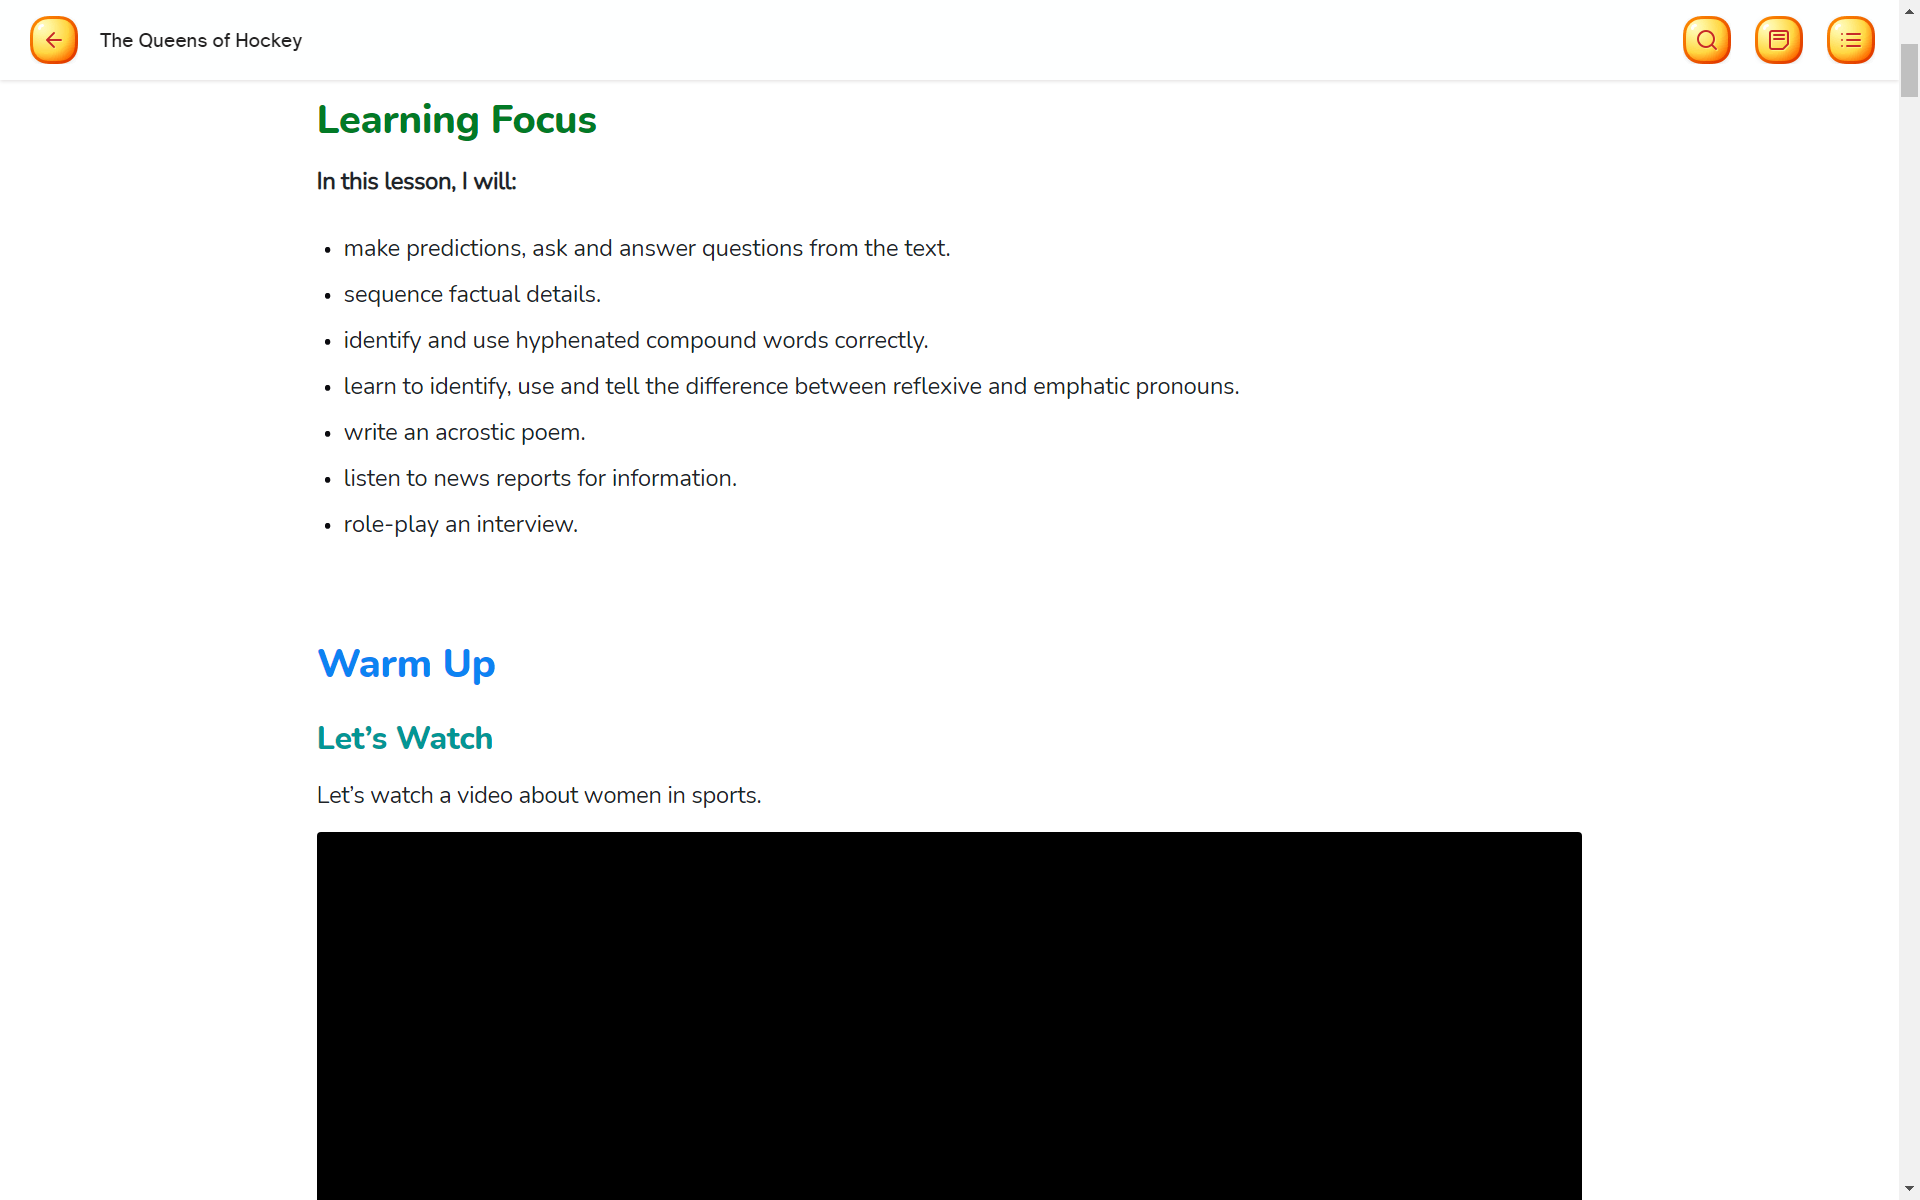 The Queens of Hockey
Learning Focus
In this lesson, I will:
• make predictions, ask and answer questions from the text.
• sequence factual details.
• identify and use hyphenated compound words correctly.
• learn to identify, use and tell the difference between reflexive and emphatic pronouns.
• write an acrostic poem.
• listen to news reports for information.
• role-play an interview.
Warm Up
Let’s Watch
Let’s watch a video about women in sports.